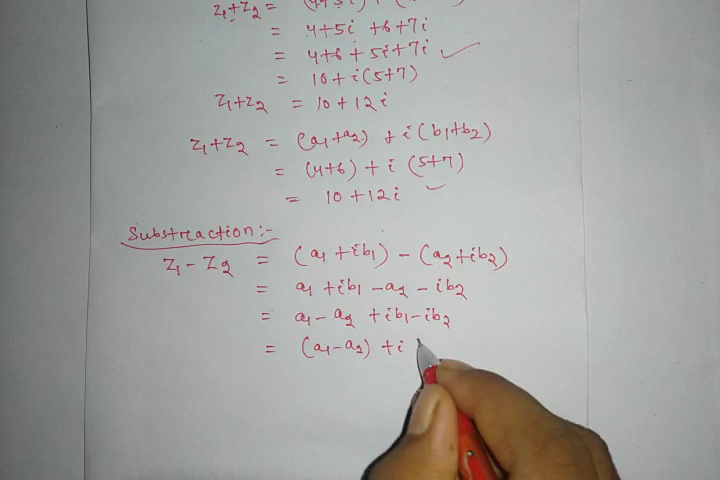 z1+z2 =
= 4+5i +6+7i
= 4+6+5i+7i ✓
= 10+i(5+7)
z1+z2 = 10+12i
z1+z2 = (a1+a2) + i(b1+b2)
= (4+6) + i (5+7)
= 10+12i ✓
Substraction:-
z1-z2 = (a1+ib1) - (a2+ib2)
= a1+ib1-a2-ib2
= a1-a2+ib1-ib2
= (a1-a2) +i